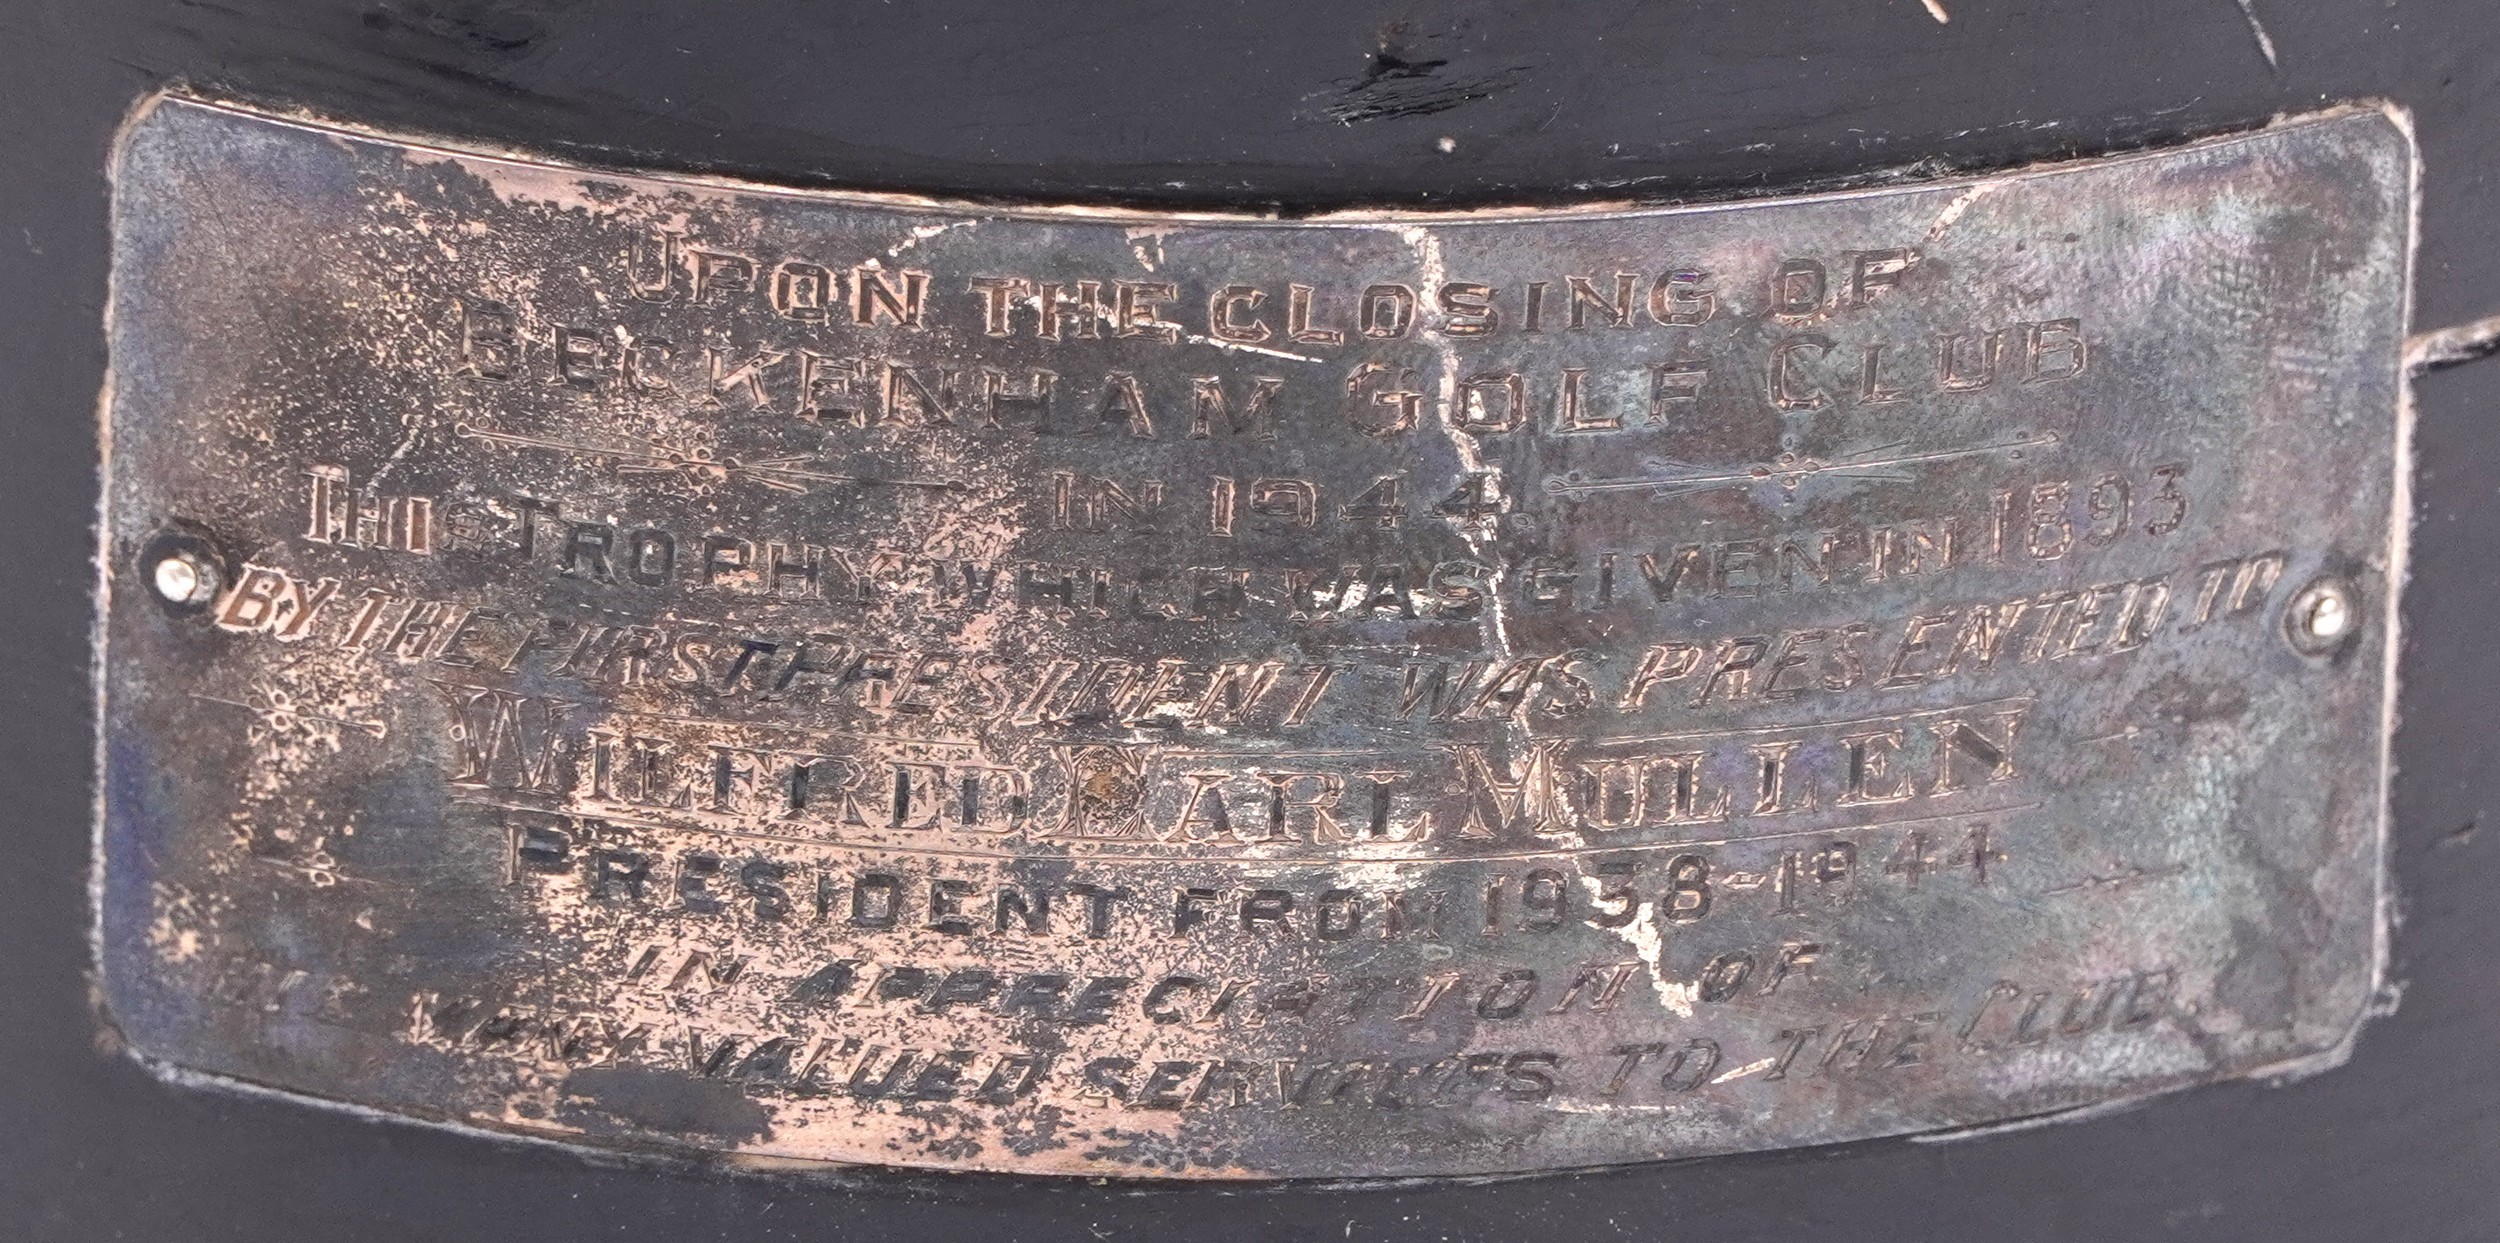 UPON THE CLOSING OF
BECKENHAM GOLF CLUB
IN 1944.
THIS TROPHY WHICH WAS GIVEN IN 1893
BY THE FIRST PRESIDENT WAS PRESENTED TO
WILFRED EARL MULLEN
PRESIDENT FROM 1938-1944
IN APPRECIATION OF
MANY VALUED SERVICES TO THE CLUB.